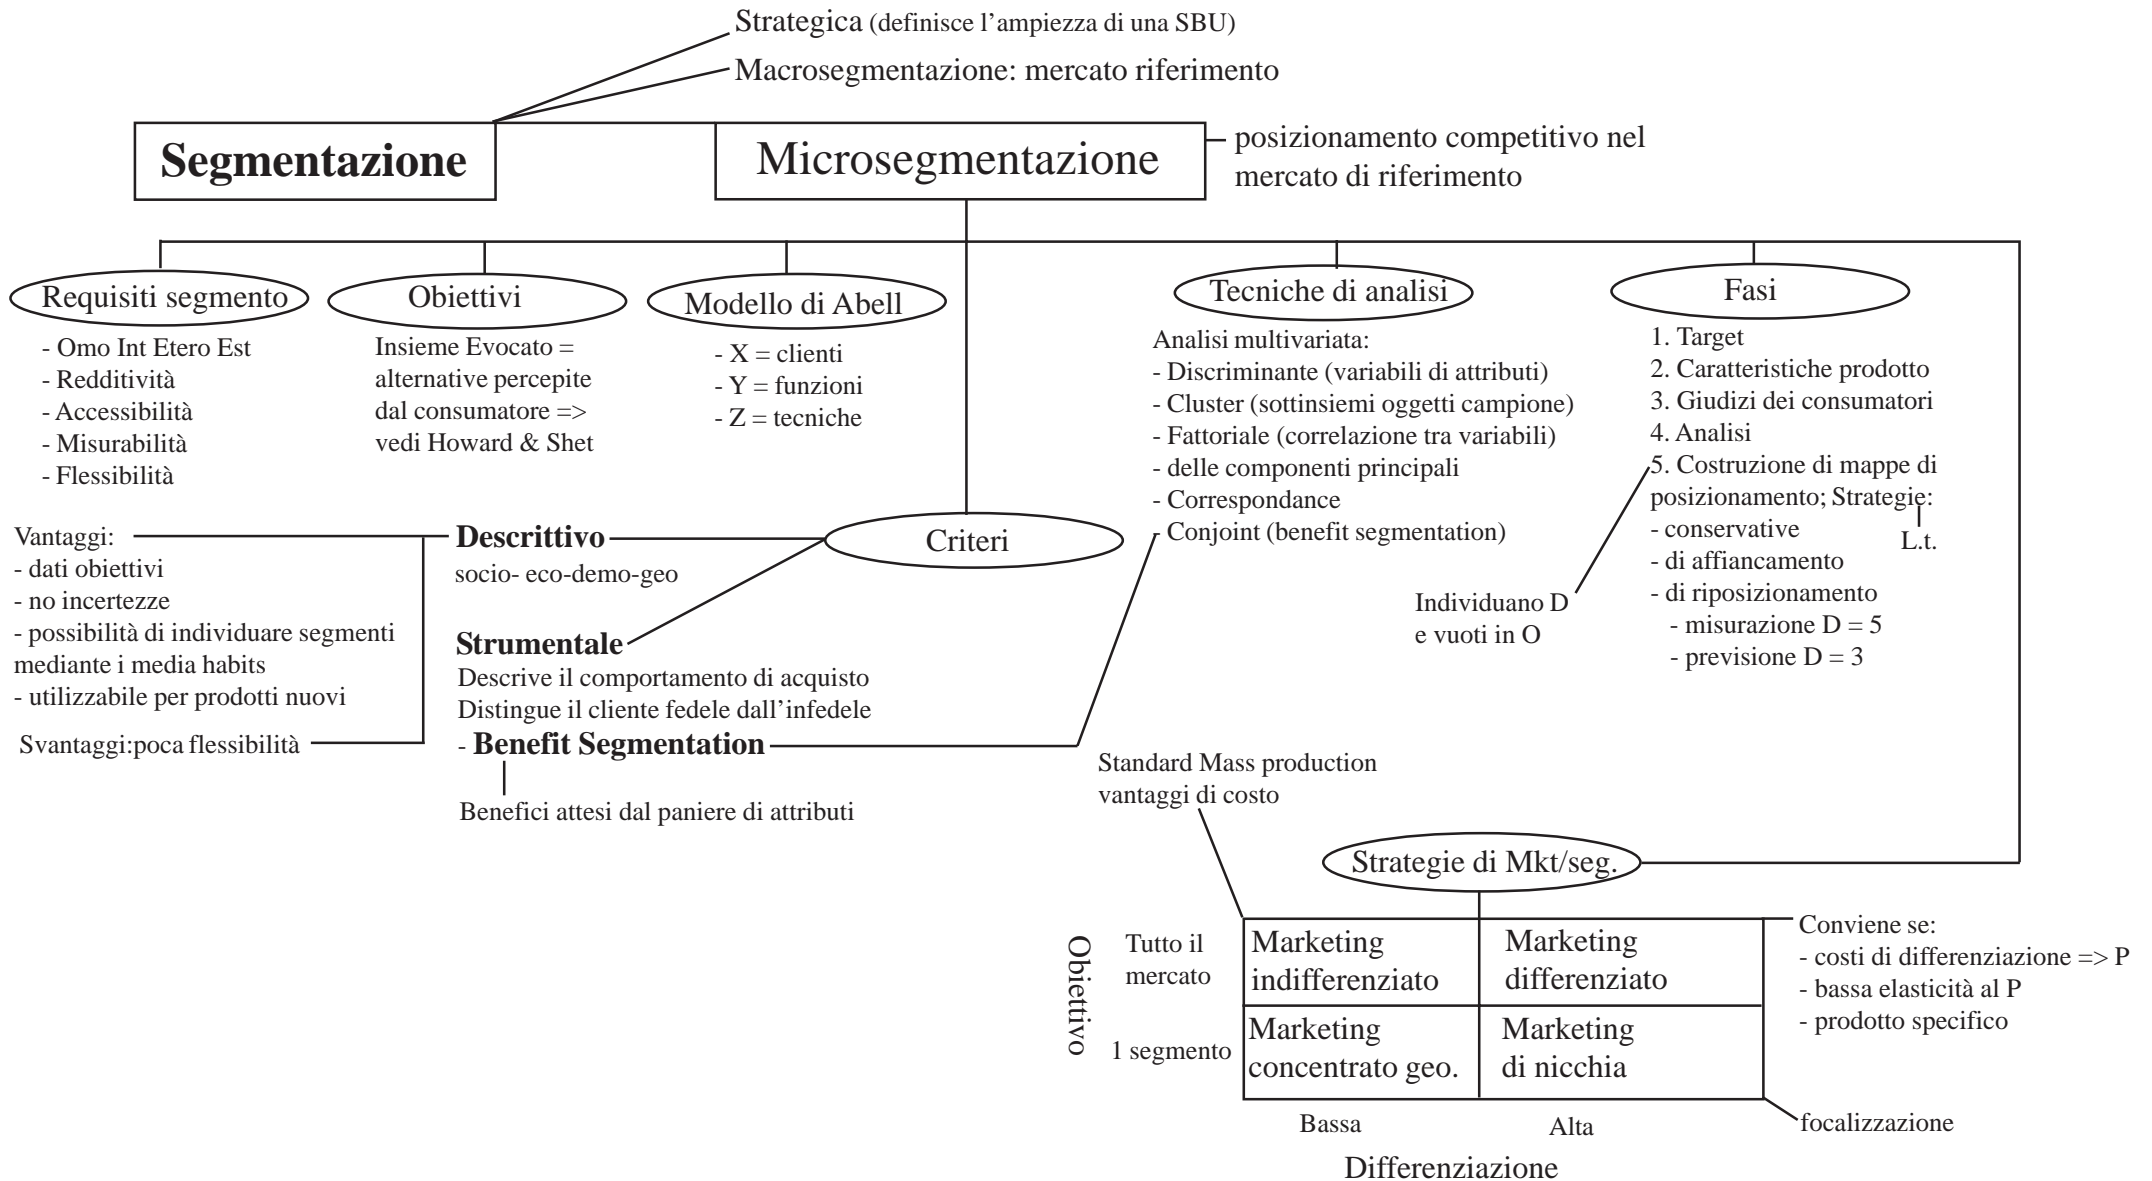 Strategica (definisce l'ampiezza di una SBU)
Macrosegmentazione: mercato riferimento
Segmentazione
Microsegmentazione
posizionamento competitivo nel
mercato di riferimento
Requisiti segmento
- Omo Int Etero Est
- Redditività
- Accessibilità
- Misurabilità
- Flessibilità
Obiettivi
Insieme Evocato =
alternative percepite
dal consumatore =>
vedi Howard & Shet
Modello di Abell
- X = clienti
- Y = funzioni
- Z = tecniche
Tecniche di analisi
Analisi multivariata:
- Discriminante (variabili di attributi)
- Cluster (sottinsiemi oggetti campione)
- Fattoriale (correlazione tra variabili)
- delle componenti principali
- Correspondance
- Conjoint (benefit segmentation)
Fasi
1. Target
2. Caratteristiche prodotto
3. Giudizi dei consumatori
4. Analisi
5. Costruzione di mappe di
posizionamento; Strategie:
- conservative
L.t.
- di affiancamento
- di riposizionamento
- misurazione D = 5
- previsione D = 3
Individuano D
e vuoti in O
Criteri
Descrittivo
socio- eco-demo-geo
Vantaggi:
- dati obiettivi
- no incertezze
- possibilità di individuare segmenti
mediante i media habits
- utilizzabile per prodotti nuovi
Svantaggi:poca flessibilità
Strumentale
Descrive il comportamento di acquisto
Distingue il cliente fedele dall'infedele
- Benefit Segmentation
Benefici attesi dal paniere di attributi
Standard Mass production
vantaggi di costo
Strategie di Mkt/seg.
Obiettivo
Tutto il
mercato
1 segmento
Marketing
indifferenziato
Marketing
differenziato
Marketing
concentrato geo.
Marketing
di nicchia
Conviene se:
- costi di differenziazione => P
- bassa elasticità al P
- prodotto specifico
focalizzazione
Bassa
Alta
Differenziazione